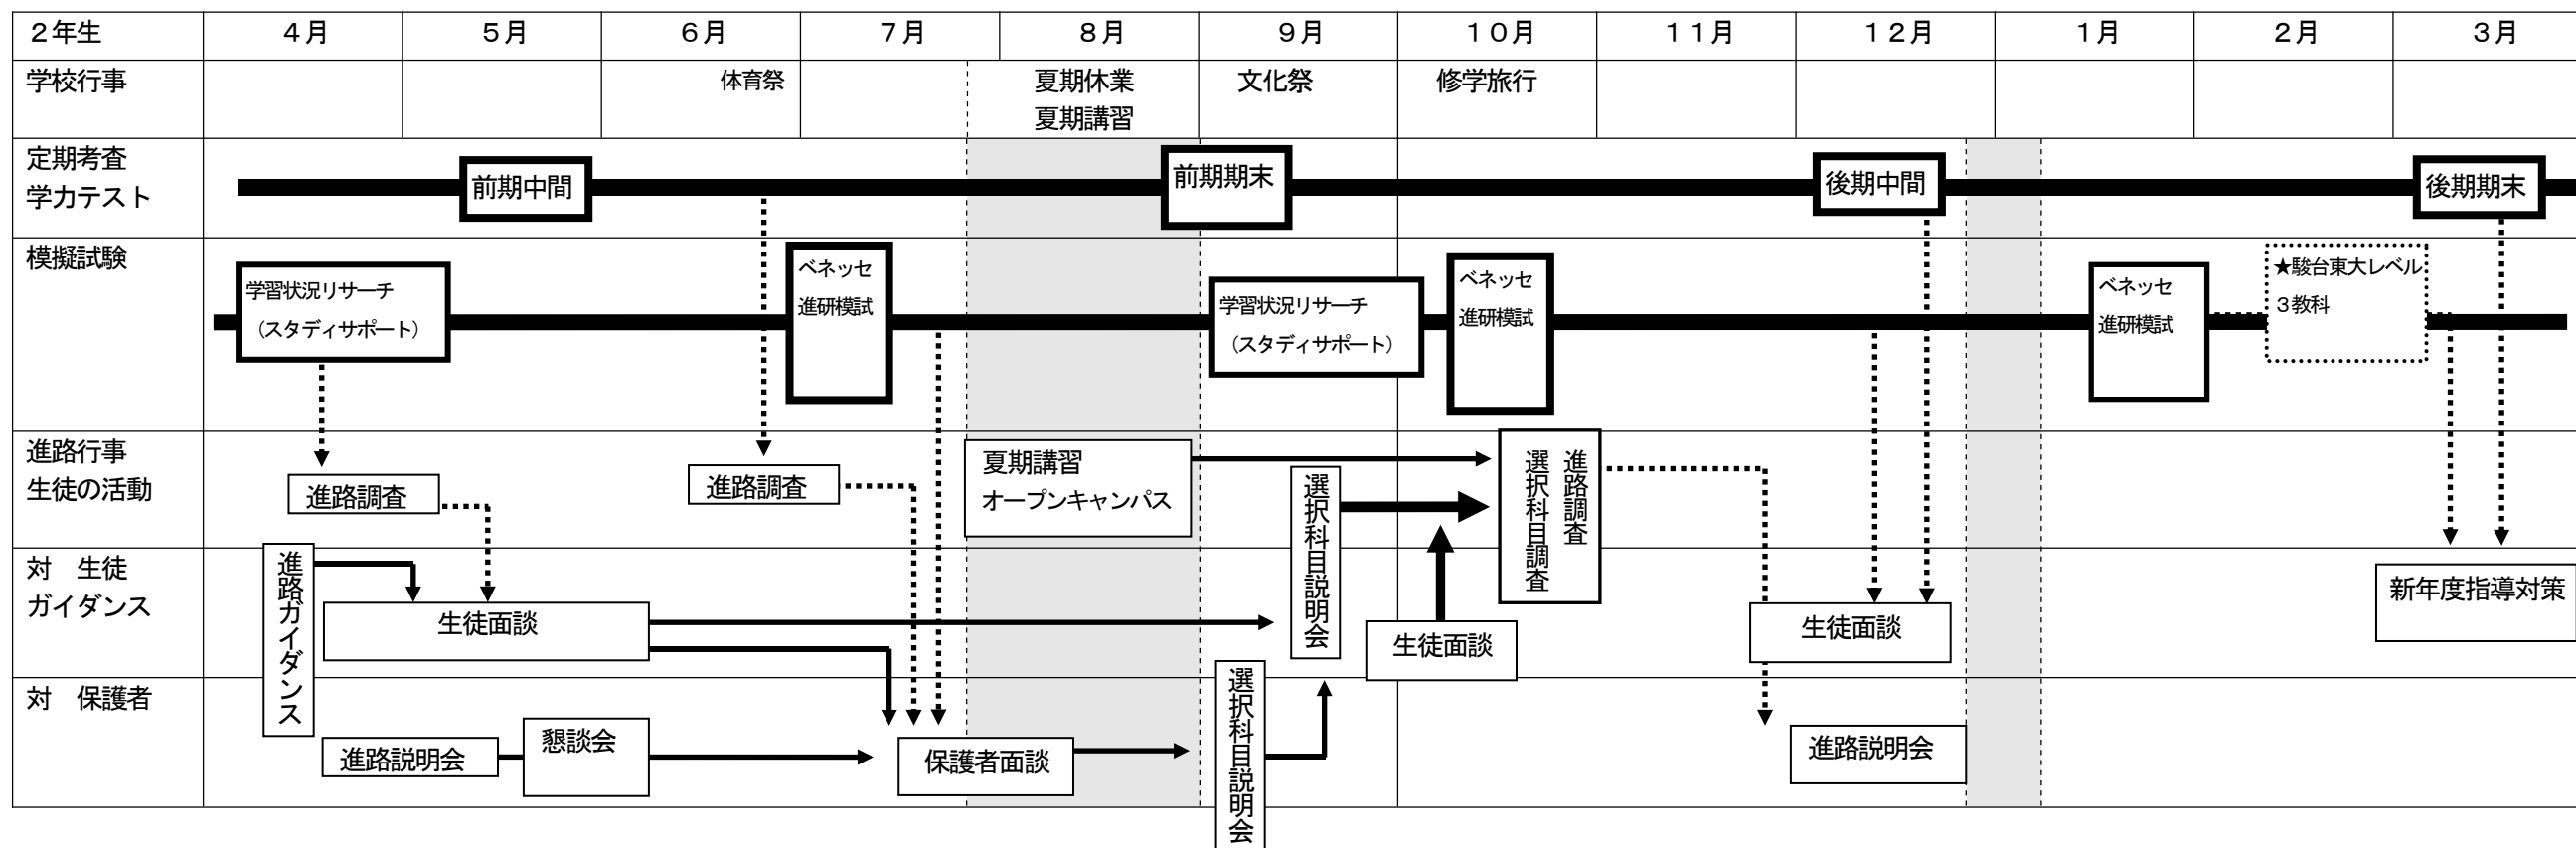 ２年生
４月
５月
６月
７月
８月
９月
１０月
１１月
１２月
１月
２月
３月
学校行事
体育祭
夏期休業
夏期講習
文化祭
修学旅行
定期考査
学力テスト
前期中間
前期期末
後期中間
後期期末
模擬試験
学習状況リサーチ
（スタディサポート）
ベネッセ
進研模試
学習状況リサーチ
（スタディサポート）
ベネッセ
進研模試
ベネッセ
進研模試
★駿台東大レベル
３教科
進路行事
生徒の活動
進路調査
進路調査
夏期講習
オープンキャンパス
選択科目説明会
進路調査
選択科目調査
対　生徒
ガイダンス
進路ガイダンス
生徒面談
生徒面談
生徒面談
新年度指導対策
対　保護者
進路説明会
懇談会
保護者面談
選択科目説明会
進路説明会